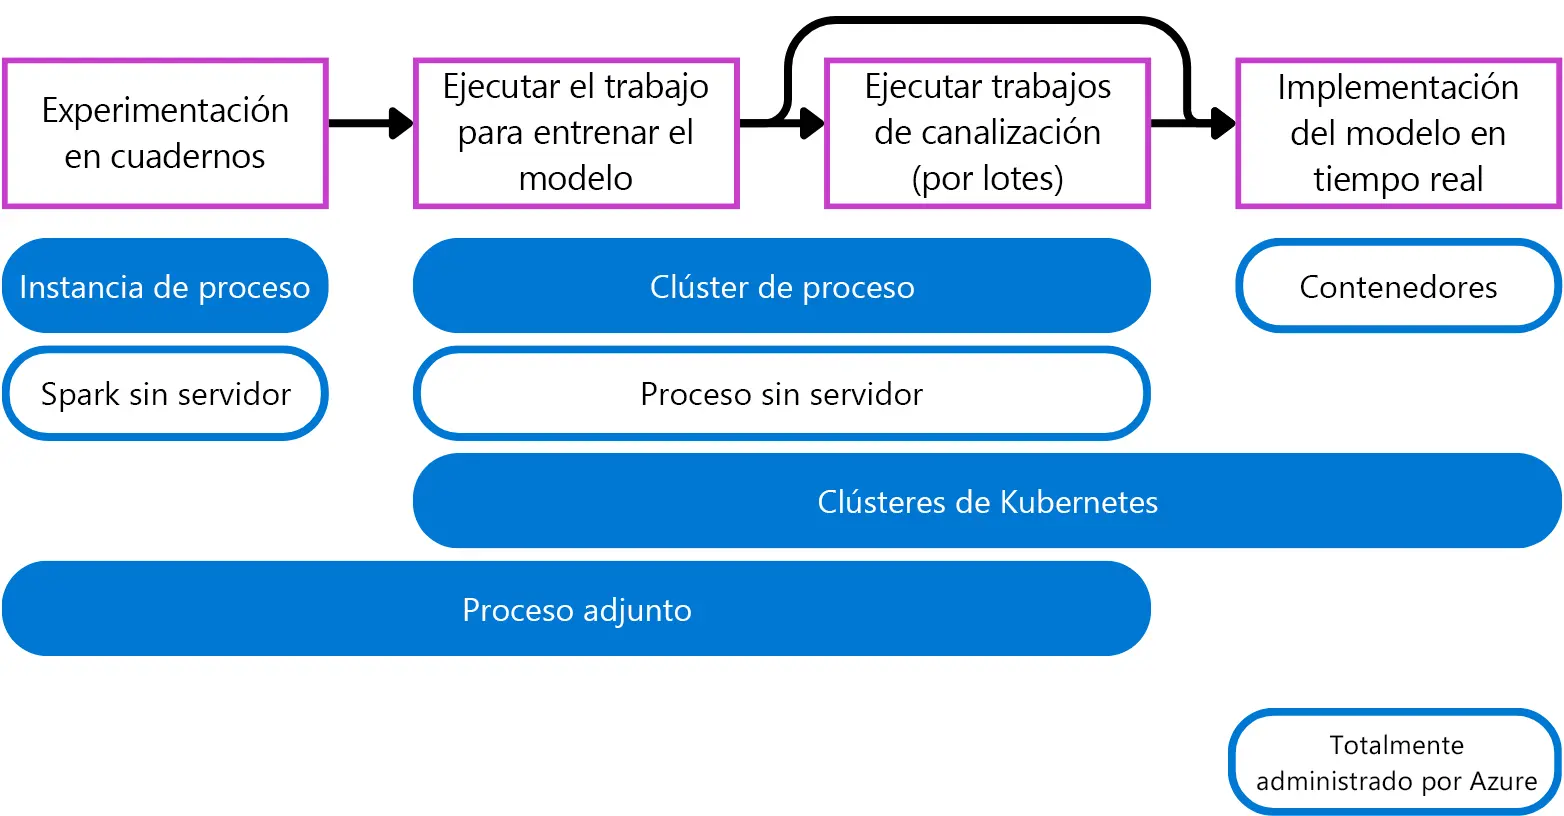 Experimentación
en cuadernos
Ejecutar el trabajo
para entrenar el
modelo
Ejecutar trabajos
de canalización
(por lotes)
Implementación
del modelo en
tiempo real
Instancia de proceso
Clúster de proceso
Contenedores
Spark sin servidor
Proceso sin servidor
Clústeres de Kubernetes
Proceso adjunto
Totalmente
administrado por Azure